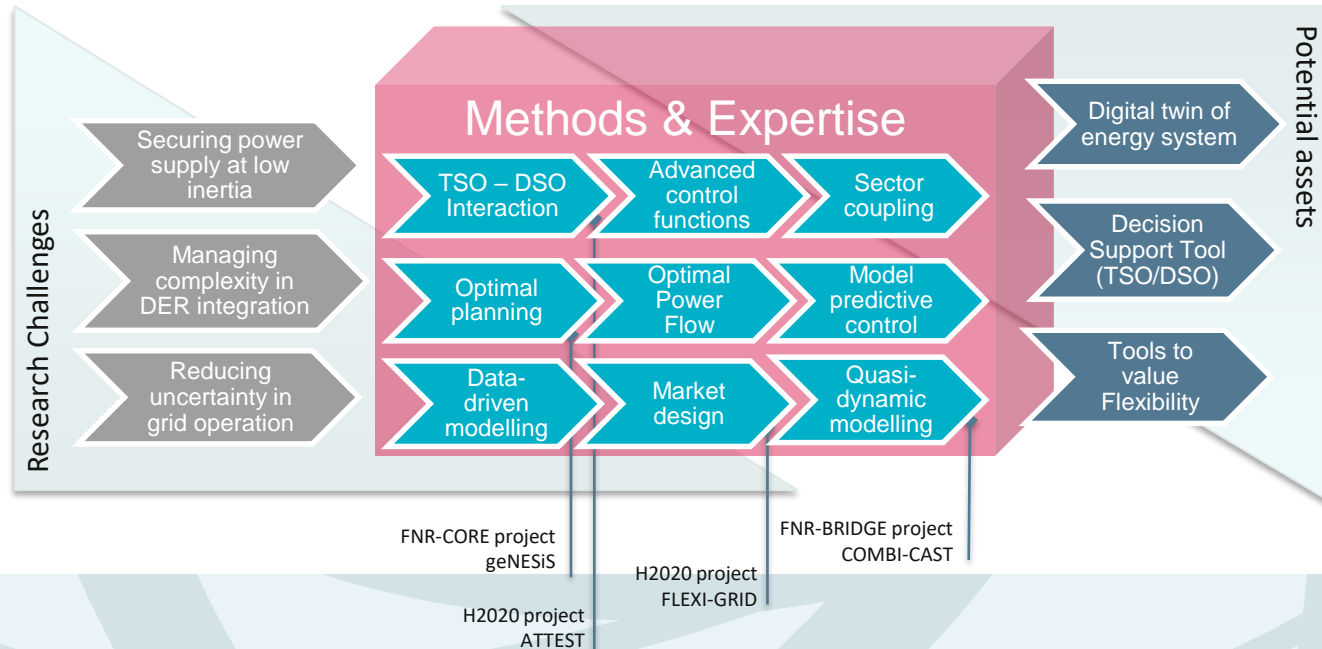 Research Challenges
Securing power
supply at low
inertia
Managing
complexity in
DER integration
Reducing
uncertainty in
grid operation
Methods & Expertise
TSO – DSO
Interaction
Advanced
control
functions
Sector
coupling
Optimal
planning
Optimal
Power
Flow
Model
predictive
control
Data-
driven
modelling
Market
design
Quasi-
dynamic
modelling
Potential assets
Digital twin of
energy system
Decision
Support Tool
(TSO/DSO)
Tools to
value
Flexibility
FNR-CORE project
geNESiS
H2020 project
ATTEST
H2020 project
FLEXI-GRID
FNR-BRIDGE project
COMBI-CAST